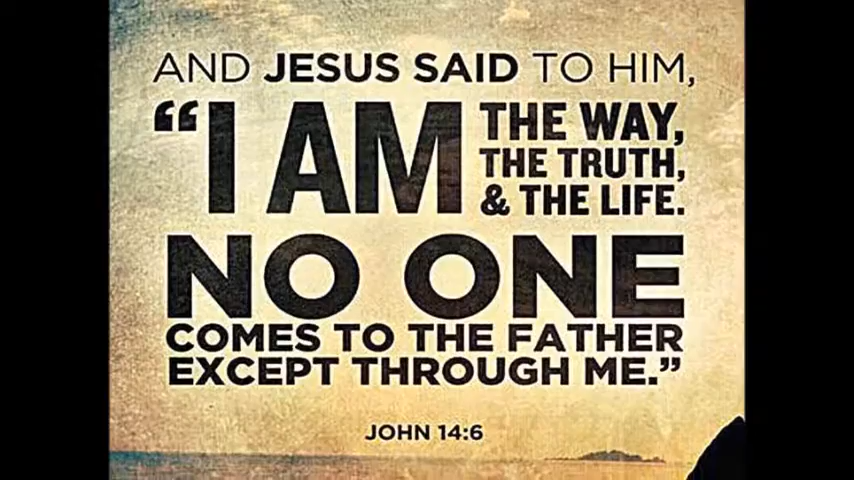 AND JESUS SAID TO HIM,
“I AM THE WAY,
THE TRUTH,
& THE LIFE.
NO ONE
COMES TO THE FATHER
EXCEPT THROUGH ME.”
JOHN 14:6